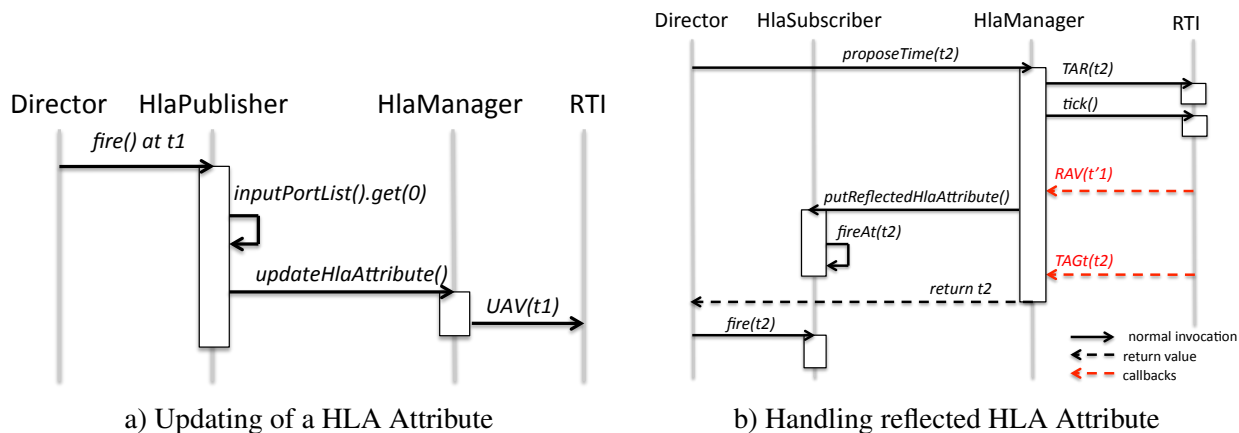 Director
HlaPublisher
HlaManager
RTI
fire() at t1
inputPortList().get(0)
updateHlaAttribute()
UAV(t1)
a) Updating of a HLA Attribute
Director
HlaSubscriber
HlaManager
RTI
proposeTime(t2)
TAR(t2)
tick()
RAV(t'1)
putReflectedHlaAttribute()
fireAt(t2)
TAGt(t2)
return t2
fire(t2)
normal invocation
return value
callbacks
b) Handling reflected HLA Attribute